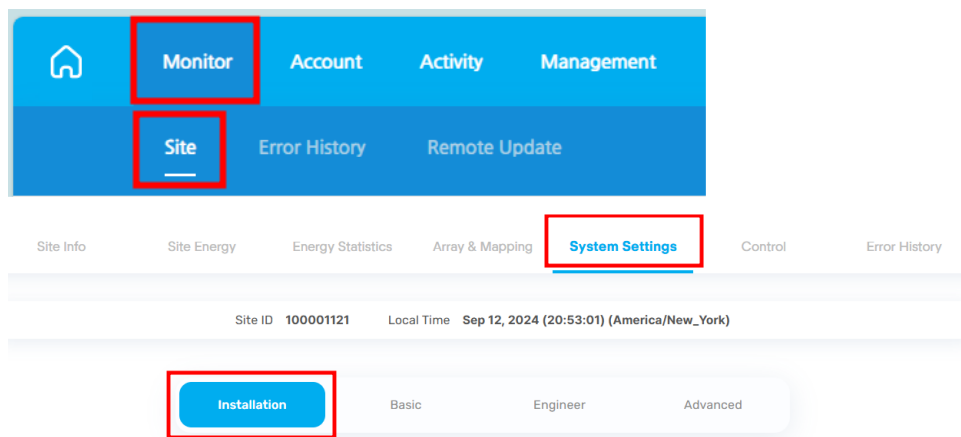 Monitor Account Activity Management
Site Error History Remote Update
Site Info Site Energy Energy Statistics Array & Mapping System Settings Control Error History
Site ID 100001121 Local Time Sep 12, 2024 (20:53:01) (America/New_York)
Installation Basic Engineer Advanced